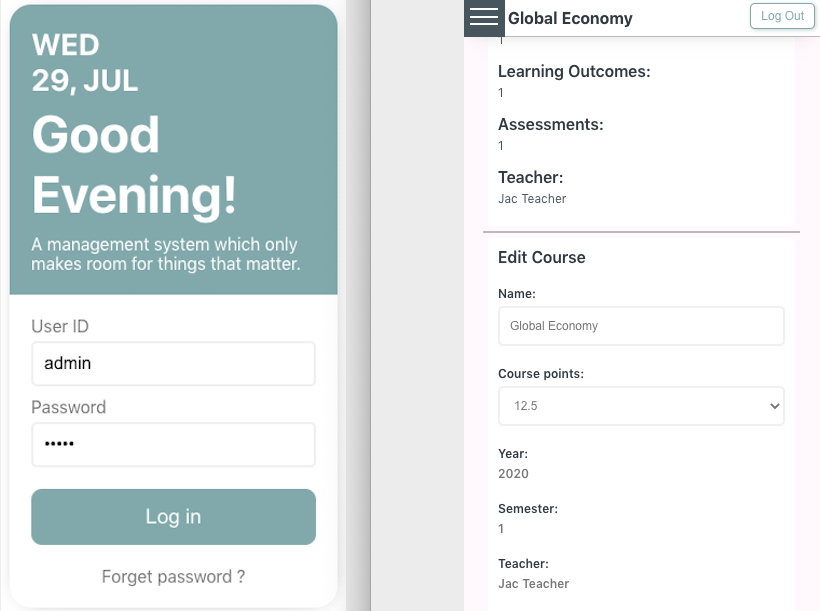 WED
29, JUL
Good
Evening!
A management system which only
makes room for things that matter.
User ID
admin
Password
•••••
Log in
Forget password ?
Global Economy
Log Out
Learning Outcomes:
1
Assessments:
1
Teacher:
Jac Teacher
Edit Course
Name:
Global Economy
Course points:
12.5
Year:
2020
Semester:
1
Teacher:
Jac Teacher